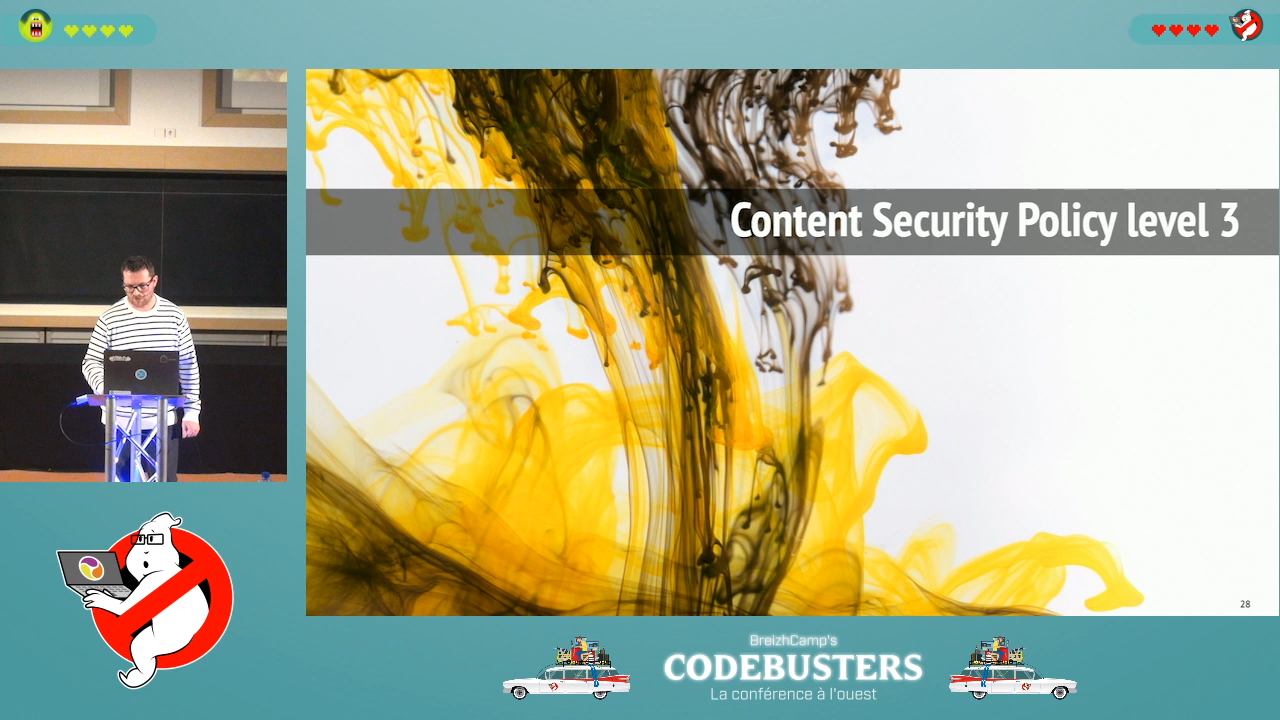 Content Security Policy level 3
28
BreizhCamp's
CODEBUSTERS
La conférence à l'ouest